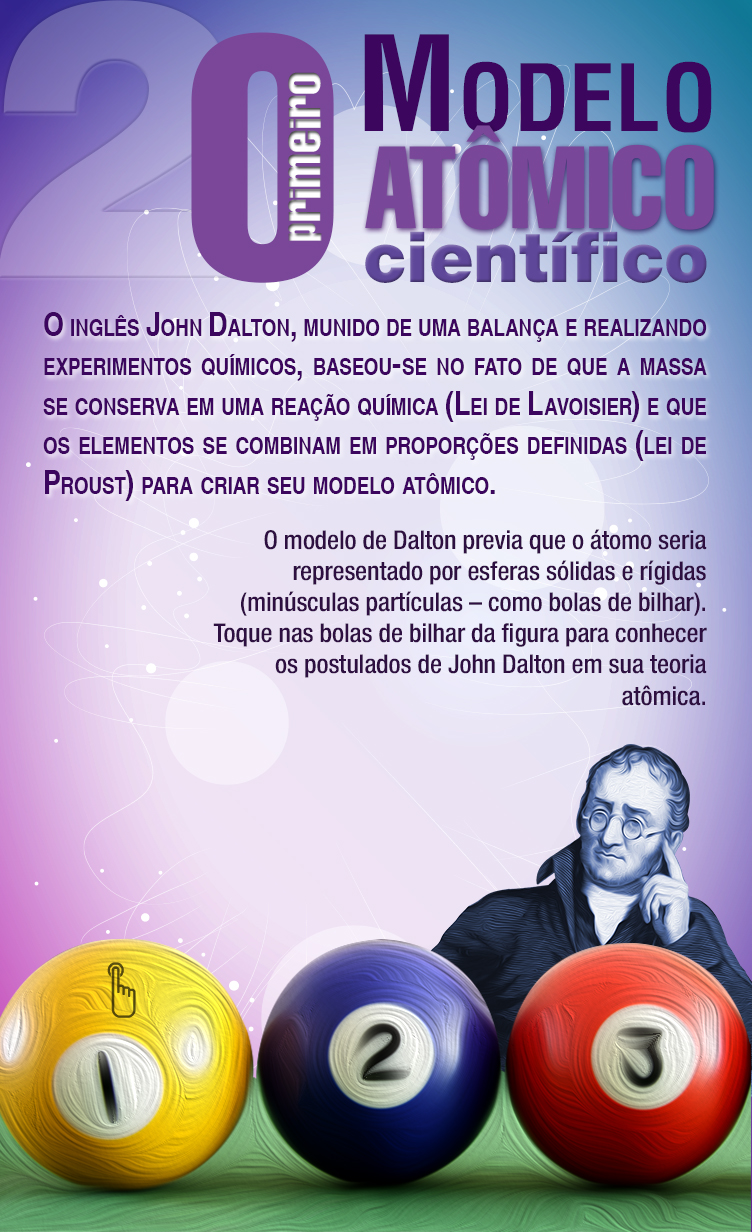 20
primeiro
MODELO
ATÔMICO
científico
O INGLÊS JOHN DALTON, MUNIDO DE UMA BALANÇA E REALIZANDO
EXPERIMENTOS QUÍMICOS, BASEOU-SE NO FATO DE QUE A MASSA
SE CONSERVA EM UMA REAÇÃO QUÍMICA (LEI DE LAVOISIER) E QUE
OS ELEMENTOS SE COMBINAM EM PROPORÇÕES DEFINIDAS (LEI DE
PROUST) PARA CRIAR SEU MODELO ATÔMICO.
O modelo de Dalton previa que o átomo seria
representado por esferas sólidas e rígidas
(minúsculas partículas – como bolas de bilhar).
Toque nas bolas de bilhar da figura para conhecer
os postulados de John Dalton em sua teoria
atômica.
1
2
3